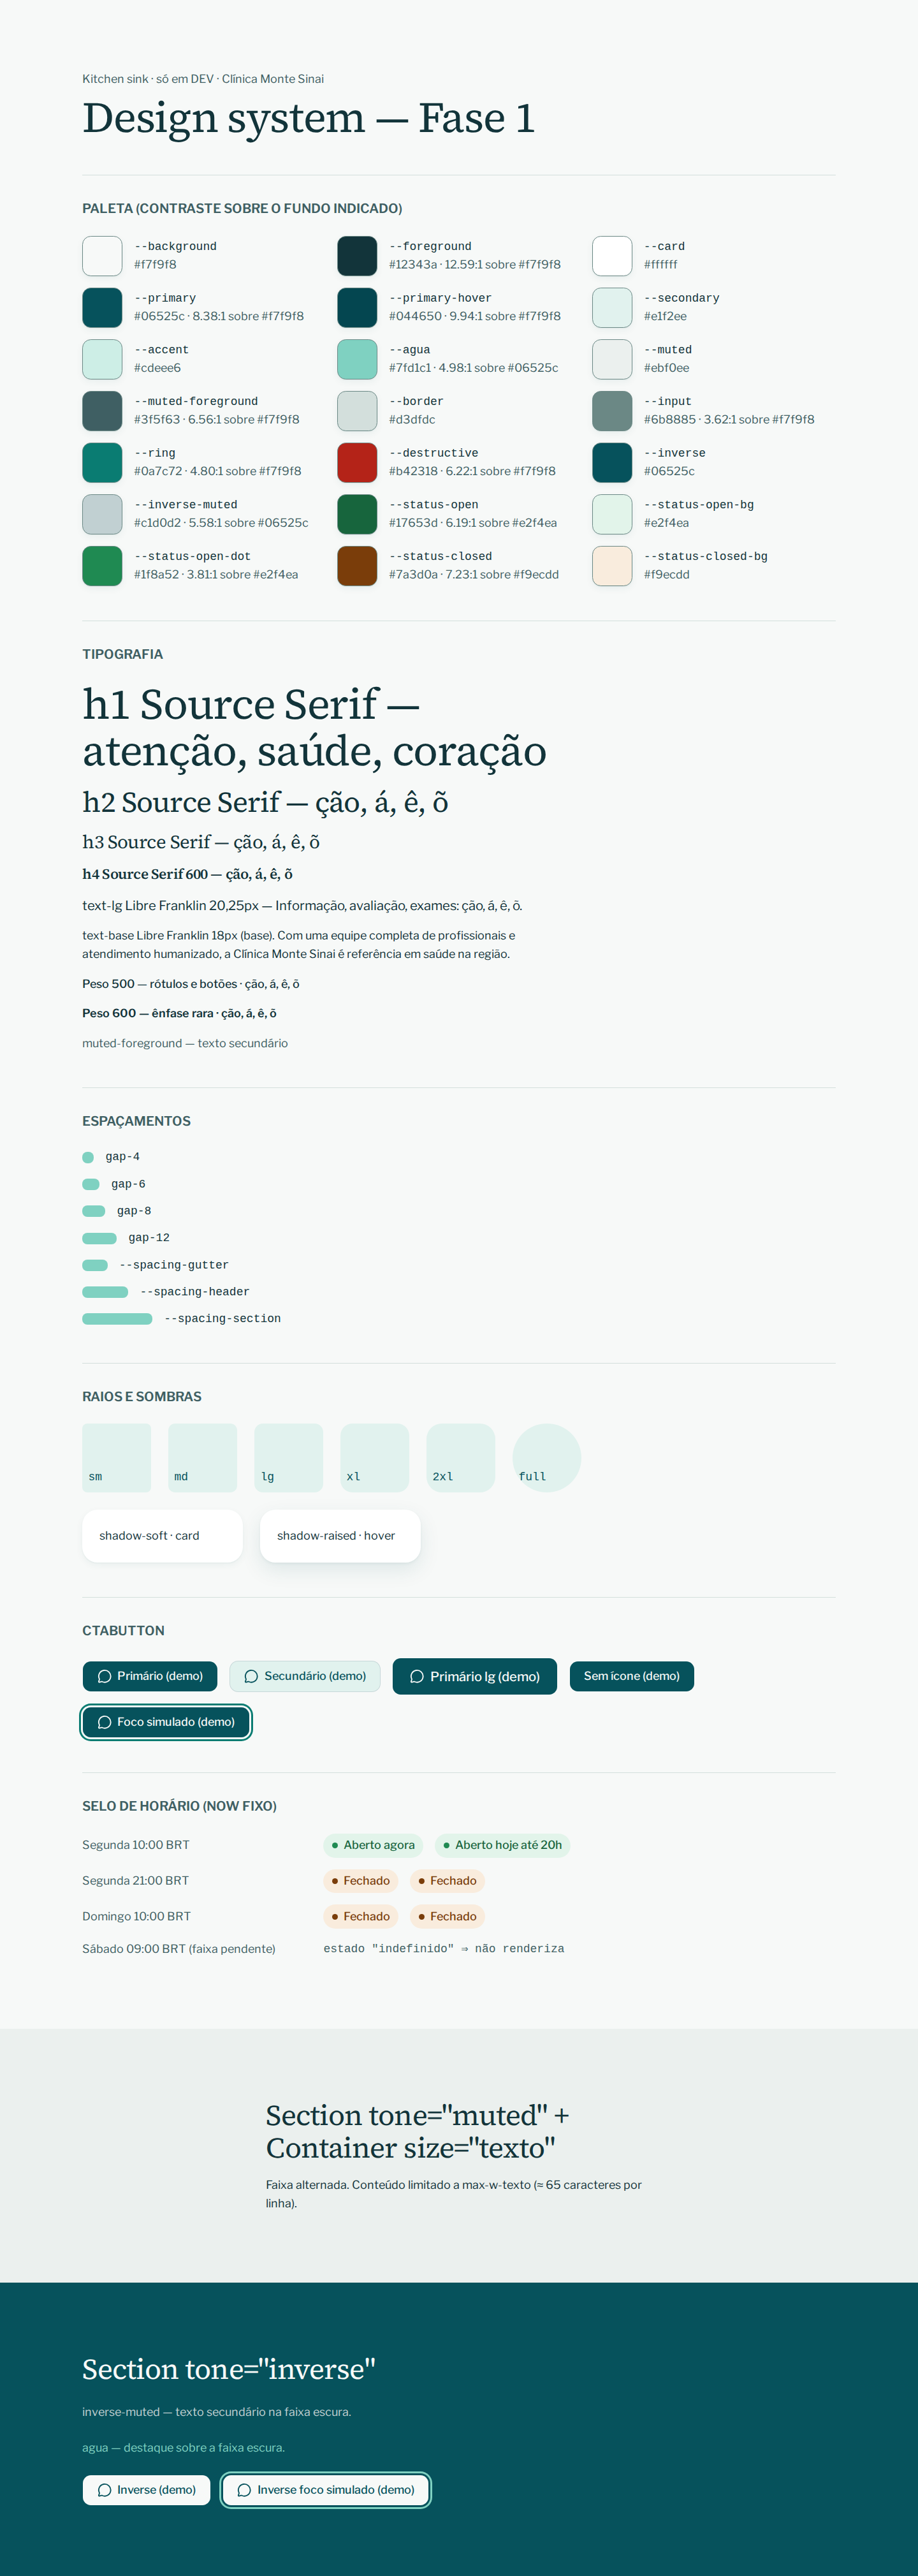 Kitchen sink · só em DEV · Clínica Monte Sinai
Design system — Fase 1
PALETA (CONTRASTE SOBRE O FUNDO INDICADO)
--background
#f7f9f8
--foreground
#12343a · 12.59:1 sobre #f7f9f8
--card
#ffffff
--primary
#06525c · 8.38:1 sobre #f7f9f8
--primary-hover
#044650 · 9.94:1 sobre #f7f9f8
--secondary
#e1f2ee
--accent
#cdeee6
--agua
#7fd1c1 · 4.98:1 sobre #06525c
--muted
#ebf0ee
--muted-foreground
#3f5f63 · 6.56:1 sobre #f7f9f8
--border
#d3dfdc
--input
#6b8885 · 3.62:1 sobre #f7f9f8
--ring
#0a7c72 · 4.80:1 sobre #f7f9f8
--destructive
#b42318 · 6.22:1 sobre #f7f9f8
--inverse
#06525c
--inverse-muted
#c1d0d2 · 5.58:1 sobre #06525c
--status-open
#17653d · 6.19:1 sobre #e2f4ea
--status-open-bg
#e2f4ea
--status-open-dot
#1f8a52 · 3.81:1 sobre #e2f4ea
--status-closed
#7a3d0a · 7.23:1 sobre #f9ecdd
--status-closed-bg
#f9ecdd
TIPOGRAFIA
h1 Source Serif —
atenção, saúde, coração
h2 Source Serif — ção, á, ê, õ
h3 Source Serif — ção, á, ê, õ
h4 Source Serif 600 — ção, á, ê, õ
text-lg Libre Franklin 20,25px — Informação, avaliação, exames: ção, á, ê, õ.
text-base Libre Franklin 18px (base). Com uma equipe completa de profissionais e
atendimento humanizado, a Clínica Monte Sinai é referência em saúde na região.
Peso 500 — rótulos e botões · ção, á, ê, õ
Peso 600 — ênfase rara · ção, á, ê, õ
muted-foreground — texto secundário
ESPAÇAMENTOS
gap-4
gap-6
gap-8
gap-12
--spacing-gutter
--spacing-header
--spacing-section
RAIOS E SOMBRAS
sm
md
lg
xl
2xl
full
shadow-soft · card
shadow-raised · hover
CTABUTTON
Primário (demo)
Secundário (demo)
Primário lg (demo)
Sem ícone (demo)
Foco simulado (demo)
SELO DE HORÁRIO (NOW FIXO)
Segunda 10:00 BRT
Aberto agora
Aberto hoje até 20h
Segunda 21:00 BRT
Fechado
Fechado
Domingo 10:00 BRT
Fechado
Fechado
Sábado 09:00 BRT (faixa pendente)
estado "indefinido" ⇒ não renderiza
Section tone="muted" +
Container size="texto"
Faixa alternada. Conteúdo limitado a max-w-texto (≈ 65 caracteres por
linha).
Section tone="inverse"
inverse-muted — texto secundário na faixa escura.
agua — destaque sobre a faixa escura.
Inverse (demo)
Inverse foco simulado (demo)